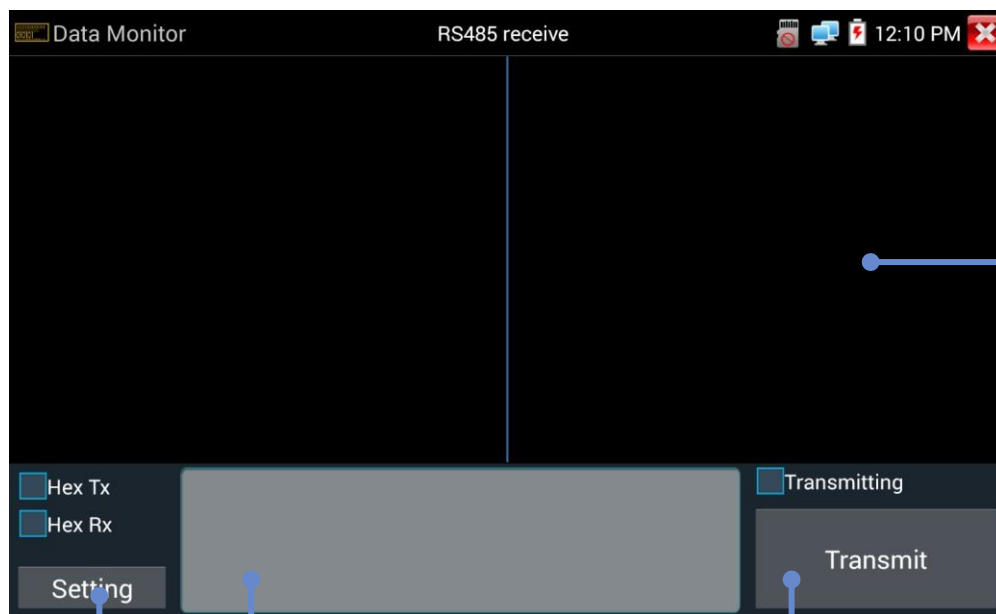 Data Monitor
RS485 receive
12:10 PM
Hex Tx
Hex Rx
Setting
Transmitting
Transmit